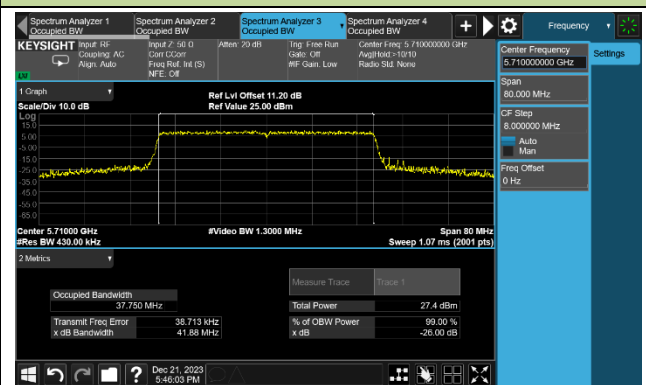 Spectrum Analyzer 1
Occupied BW
Spectrum Analyzer 2
Occupied BW
Spectrum Analyzer 3
Occupied BW
Spectrum Analyzer 4
Occupied BW
+
Frequency
KEYSIGHT
Input: RF
Coupling: AC
Align: Auto
Input Z: 50 Ω
Corr CCorr
Freq Ref: Int (S)
NFE: Off
Atten: 20 dB
Trig: Free Run
Gate: Off
#IF Gain: Low
Center Freq: 5.710000000 GHz
Avg|Hold:>10/10
Radio Std: None
LXI
Center Frequency
5.710000000 GHz
Settings
Span
80.000 MHz
CF Step
8.000000 MHz
Auto
Man
Freq Offset
0 Hz
1 Graph
Scale/Div 10.0 dB
Ref Lvl Offset 11.20 dB
Ref Value 25.00 dBm
Log
15.0
5.00
-5.00
-15.0
-25.0
-35.0
-45.0
-55.0
-65.0
Center 5.71000 GHz
#Res BW 430.00 kHz
#Video BW 1.3000 MHz
Span 80 MHz
Sweep 1.07 ms (2001 pts)
2 Metrics
Measure Trace
Trace 1
Occupied Bandwidth
37.750 MHz
Total Power
27.4 dBm
Transmit Freq Error
38.713 kHz
% of OBW Power
99.00 %
x dB Bandwidth
41.88 MHz
x dB
-26.00 dB
?
Dec 21, 2023
5:46:03 PM